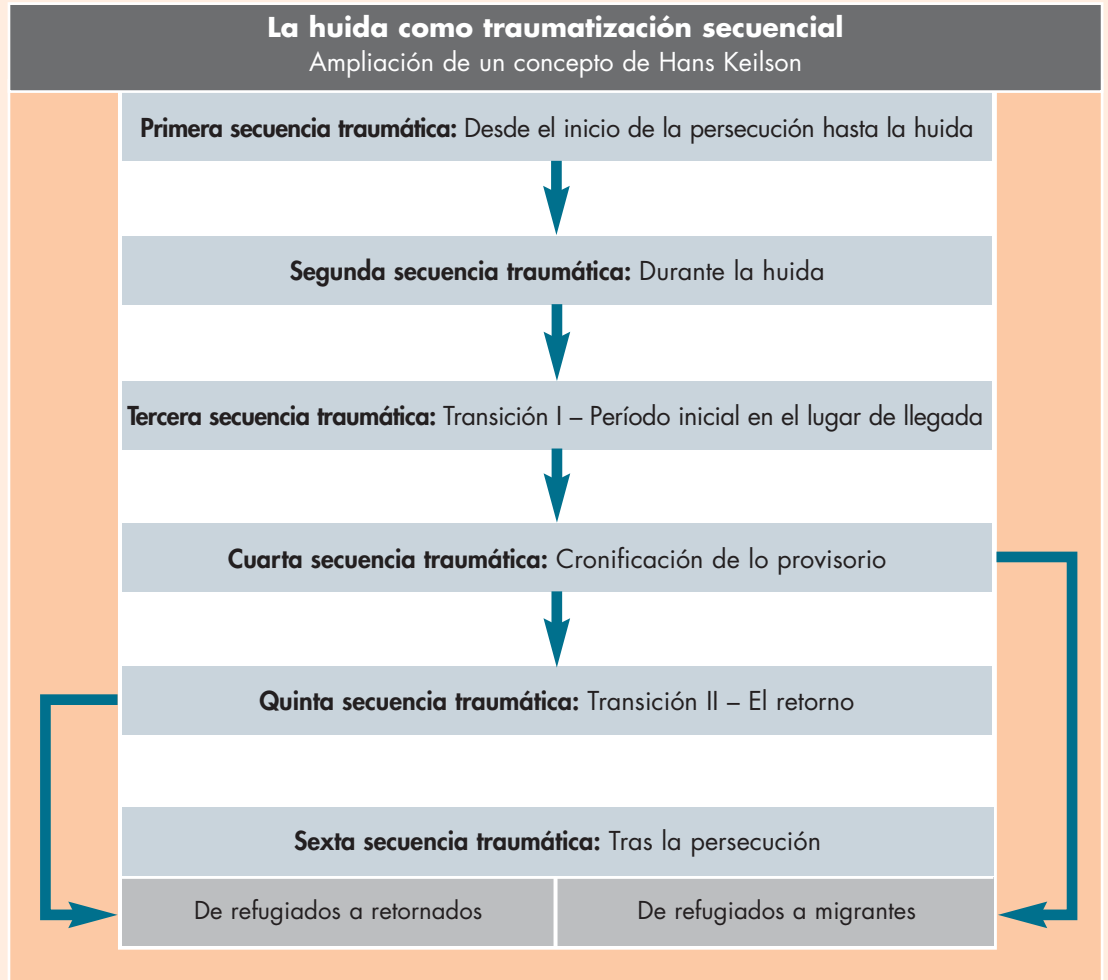 La huida como traumatización secuencial
Ampliación de un concepto de Hans Keilson
Primera secuencia traumática: Desde el inicio de la persecución hasta la huida
Segunda secuencia traumática: Durante la huida
Tercera secuencia traumática: Transición I – Período inicial en el lugar de llegada
Cuarta secuencia traumática: Cronificación de lo provisorio
Quinta secuencia traumática: Transición II – El retorno
Sexta secuencia traumática: Tras la persecución
De refugiados a retornados
De refugiados a migrantes